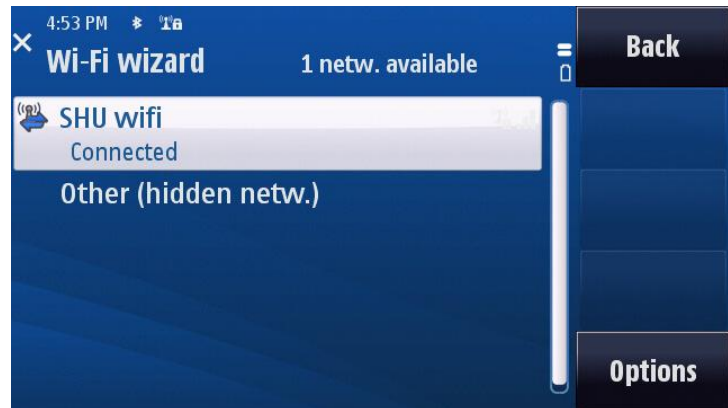 4:53 PM
Wi-Fi wizard
1 netw. available
Back
SHU wifi
Connected
Other (hidden netw.)
Options